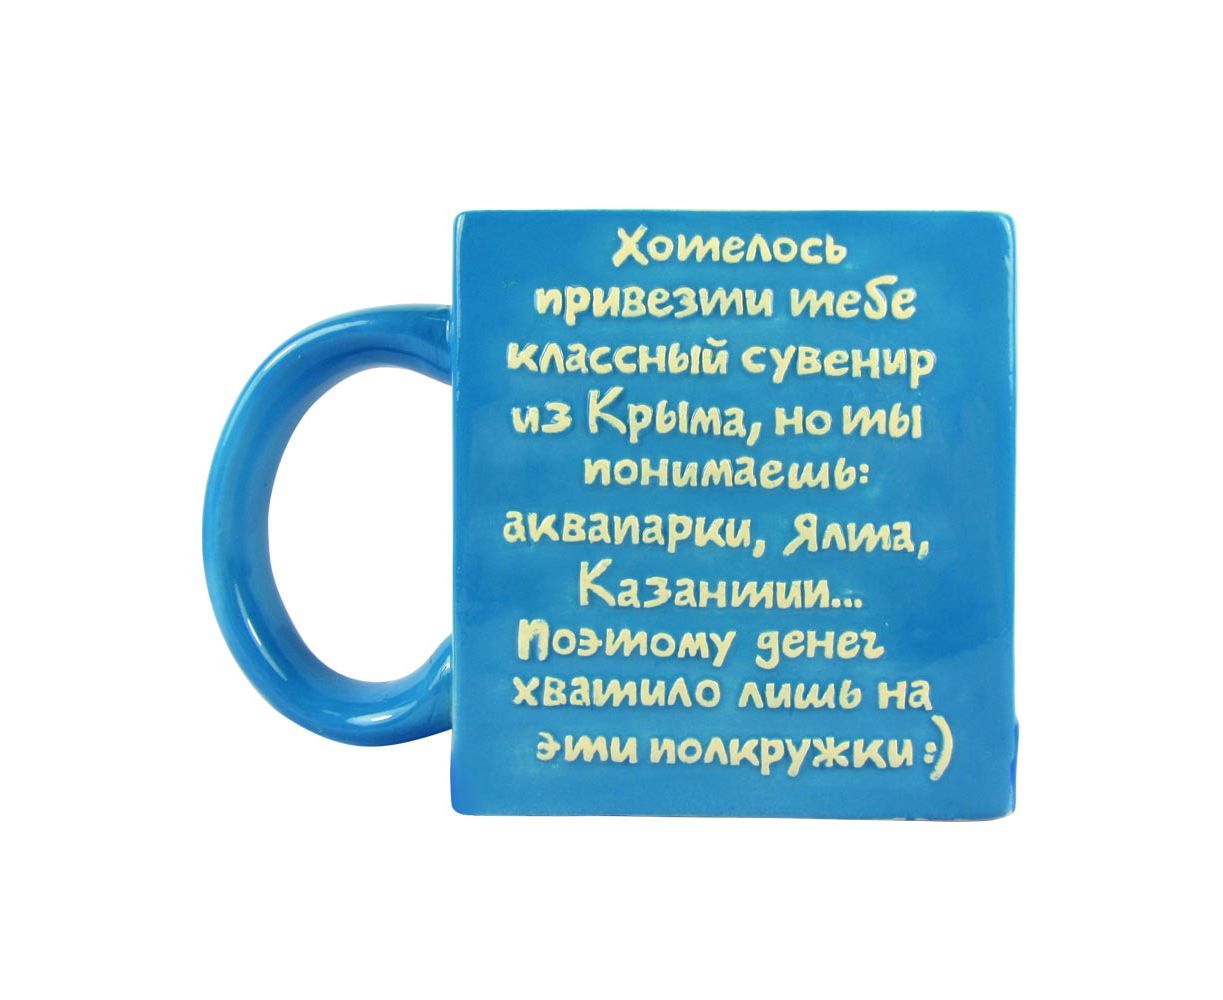 Хотелось
привезти тебе
классный сувенир
из Крыма, но ты
понимаешь:
аквапарки, Ялта,
Казантип...
Поэтому денег
хватило лишь на
эти полкружки :)